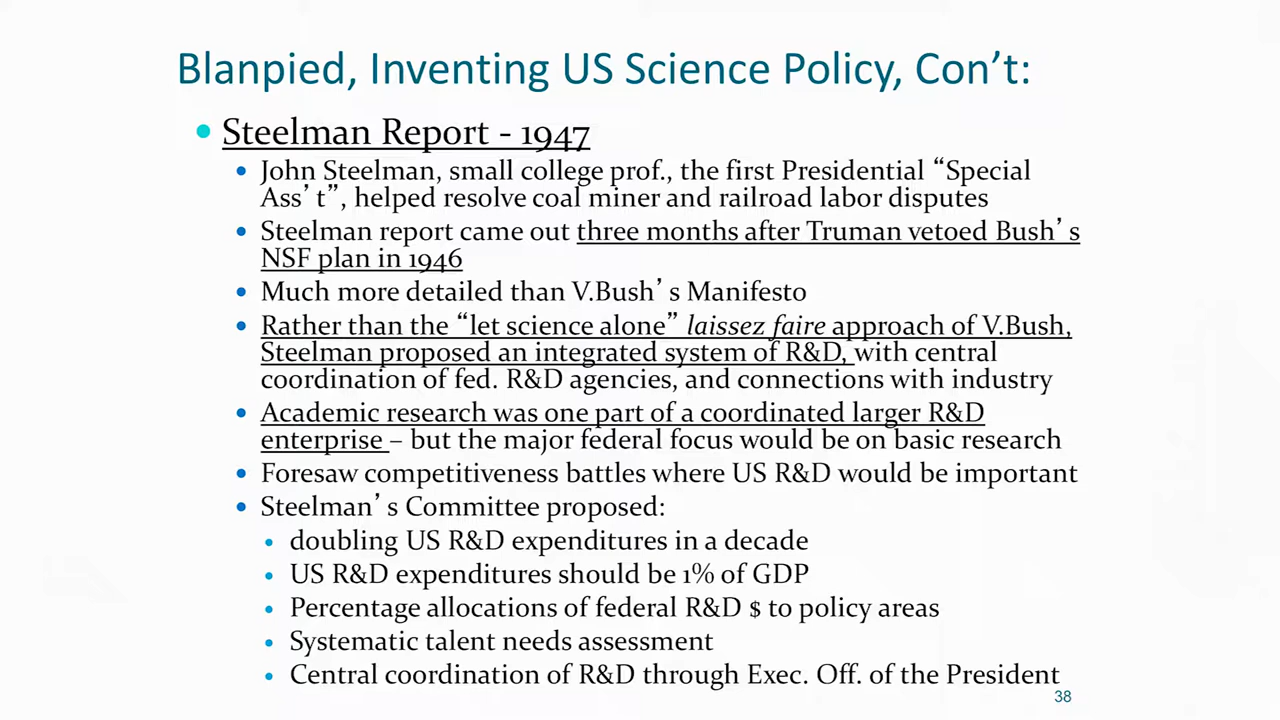 Blanpied, Inventing US Science Policy, Con’t:
• Steelman Report - 1947
• John Steelman, small college prof., the first Presidential “Special
Ass’t”, helped resolve coal miner and railroad labor disputes
• Steelman report came out three months after Truman vetoed Bush’s
NSF plan in 1946
• Much more detailed than V.Bush’s Manifesto
• Rather than the “let science alone” laissez faire approach of V.Bush,
Steelman proposed an integrated system of R&D, with central
coordination of fed. R&D agencies, and connections with industry
• Academic research was one part of a coordinated larger R&D
enterprise – but the major federal focus would be on basic research
• Foresaw competitiveness battles where US R&D would be important
• Steelman’s Committee proposed:
• doubling US R&D expenditures in a decade
• US R&D expenditures should be 1% of GDP
• Percentage allocations of federal R&D $ to policy areas
• Systematic talent needs assessment
• Central coordination of R&D through Exec. Off. of the President
38